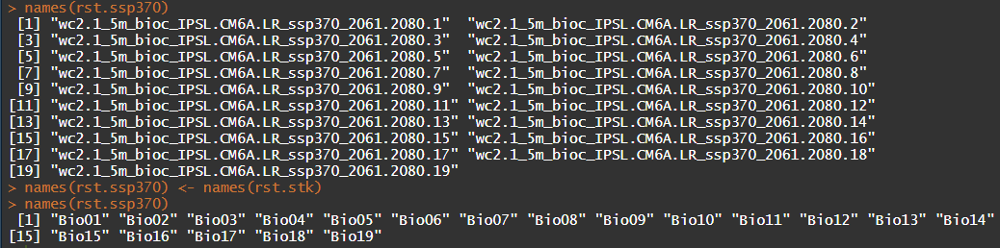 > names(rst.ssp370)
 [1] "wc2.1_5m_bioc_IPSL.CM6A.LR_ssp370_2061.2080.1"  "wc2.1_5m_bioc_IPSL.CM6A.LR_ssp370_2061.2080.2"
 [3] "wc2.1_5m_bioc_IPSL.CM6A.LR_ssp370_2061.2080.3"  "wc2.1_5m_bioc_IPSL.CM6A.LR_ssp370_2061.2080.4"
 [5] "wc2.1_5m_bioc_IPSL.CM6A.LR_ssp370_2061.2080.5"  "wc2.1_5m_bioc_IPSL.CM6A.LR_ssp370_2061.2080.6"
 [7] "wc2.1_5m_bioc_IPSL.CM6A.LR_ssp370_2061.2080.7"  "wc2.1_5m_bioc_IPSL.CM6A.LR_ssp370_2061.2080.8"
 [9] "wc2.1_5m_bioc_IPSL.CM6A.LR_ssp370_2061.2080.9"  "wc2.1_5m_bioc_IPSL.CM6A.LR_ssp370_2061.2080.10"
[11] "wc2.1_5m_bioc_IPSL.CM6A.LR_ssp370_2061.2080.11" "wc2.1_5m_bioc_IPSL.CM6A.LR_ssp370_2061.2080.12"
[13] "wc2.1_5m_bioc_IPSL.CM6A.LR_ssp370_2061.2080.13" "wc2.1_5m_bioc_IPSL.CM6A.LR_ssp370_2061.2080.14"
[15] "wc2.1_5m_bioc_IPSL.CM6A.LR_ssp370_2061.2080.15" "wc2.1_5m_bioc_IPSL.CM6A.LR_ssp370_2061.2080.16"
[17] "wc2.1_5m_bioc_IPSL.CM6A.LR_ssp370_2061.2080.17" "wc2.1_5m_bioc_IPSL.CM6A.LR_ssp370_2061.2080.18"
[19] "wc2.1_5m_bioc_IPSL.CM6A.LR_ssp370_2061.2080.19"
> names(rst.ssp370) <- names(rst.stk)
> names(rst.ssp370)
 [1] "Bio01" "Bio02" "Bio03" "Bio04" "Bio05" "Bio06" "Bio07" "Bio08" "Bio09" "Bio10" "Bio11" "Bio12" "Bio13" "Bio14"
[15] "Bio15" "Bio16" "Bio17" "Bio18" "Bio19"